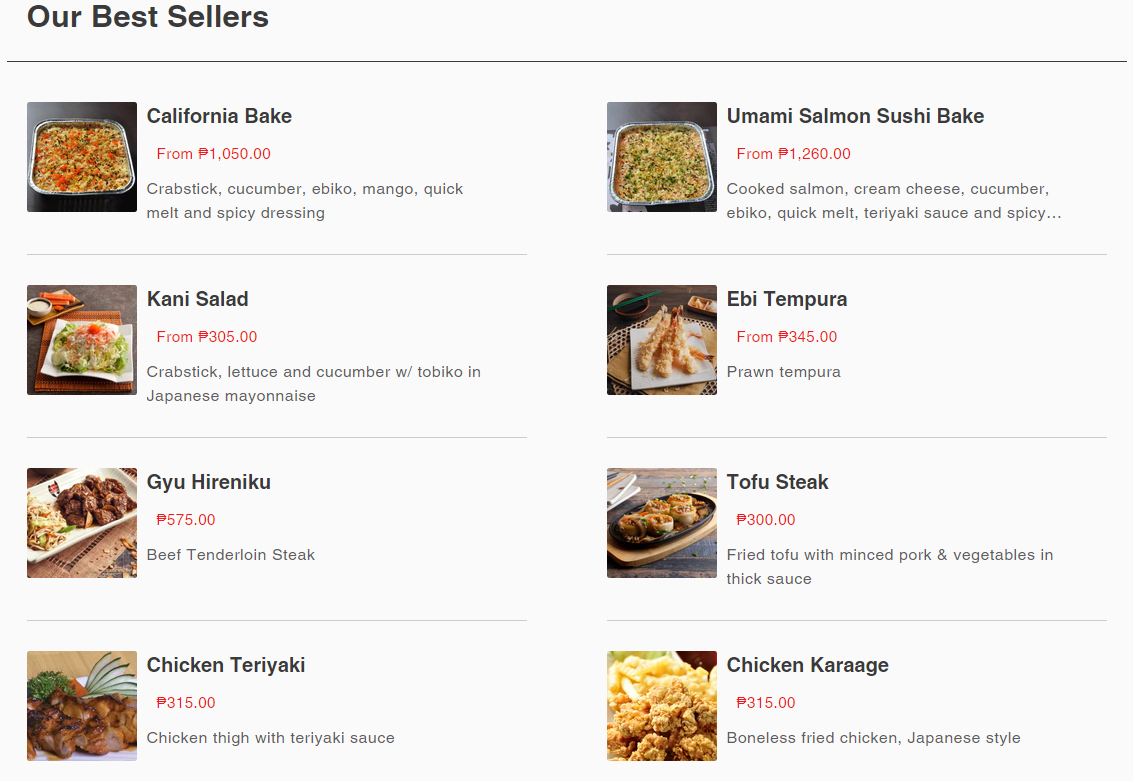 Our Best Sellers
California Bake
From ₱1,050.00
Crabstick, cucumber, ebiko, mango, quick
melt and spicy dressing
Umami Salmon Sushi Bake
From ₱1,260.00
Cooked salmon, cream cheese, cucumber,
ebiko, quick melt, teriyaki sauce and spicy…
Kani Salad
From ₱305.00
Crabstick, lettuce and cucumber w/ tobiko in
Japanese mayonnaise
Ebi Tempura
From ₱345.00
Prawn tempura
Gyu Hireniku
₱575.00
Beef Tenderloin Steak
Tofu Steak
₱300.00
Fried tofu with minced pork & vegetables in
thick sauce
Chicken Teriyaki
₱315.00
Chicken thigh with teriyaki sauce
Chicken Karaage
₱315.00
Boneless fried chicken, Japanese style